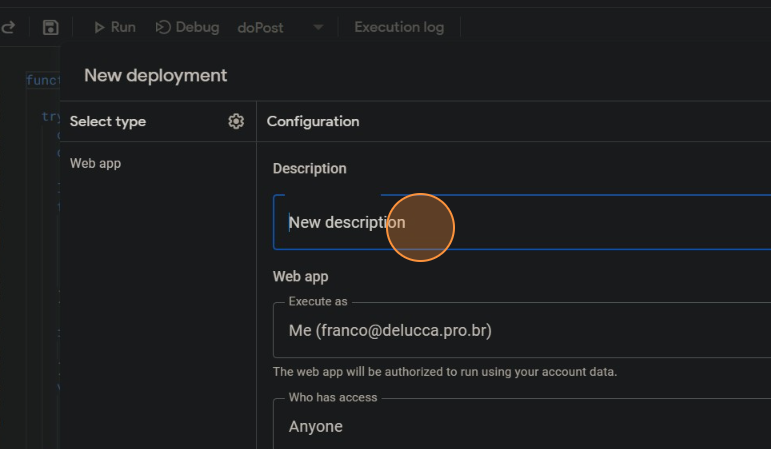 Run Debug doPost Execution log
funct
New deployment
try
Select type
Configuration
Web app
Description
New description
Web app
Execute as
Me (franco@delucca.pro.br)
The web app will be authorized to run using your account data.
Who has access
Anyone